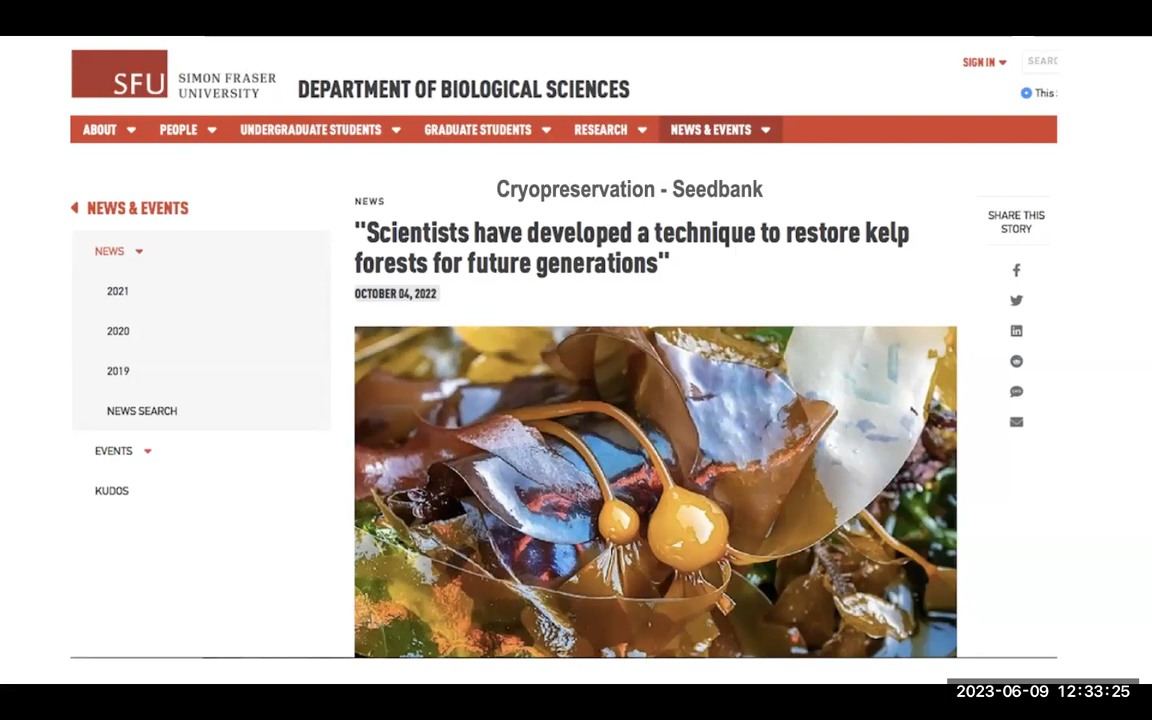 SFU
SIMON FRASER
UNIVERSITY
DEPARTMENT OF BIOLOGICAL SCIENCES
SIGN IN
SEARC
This
ABOUT
PEOPLE
UNDERGRADUATE STUDENTS
GRADUATE STUDENTS
RESEARCH
NEWS & EVENTS
NEWS & EVENTS
NEWS
2021
2020
2019
NEWS SEARCH
EVENTS
KUDOS
Cryopreservation - Seedbank
NEWS
"Scientists have developed a technique to restore kelp
forests for future generations"
OCTOBER 04, 2022
SHARE THIS
STORY
2023-06-09 12:33:25